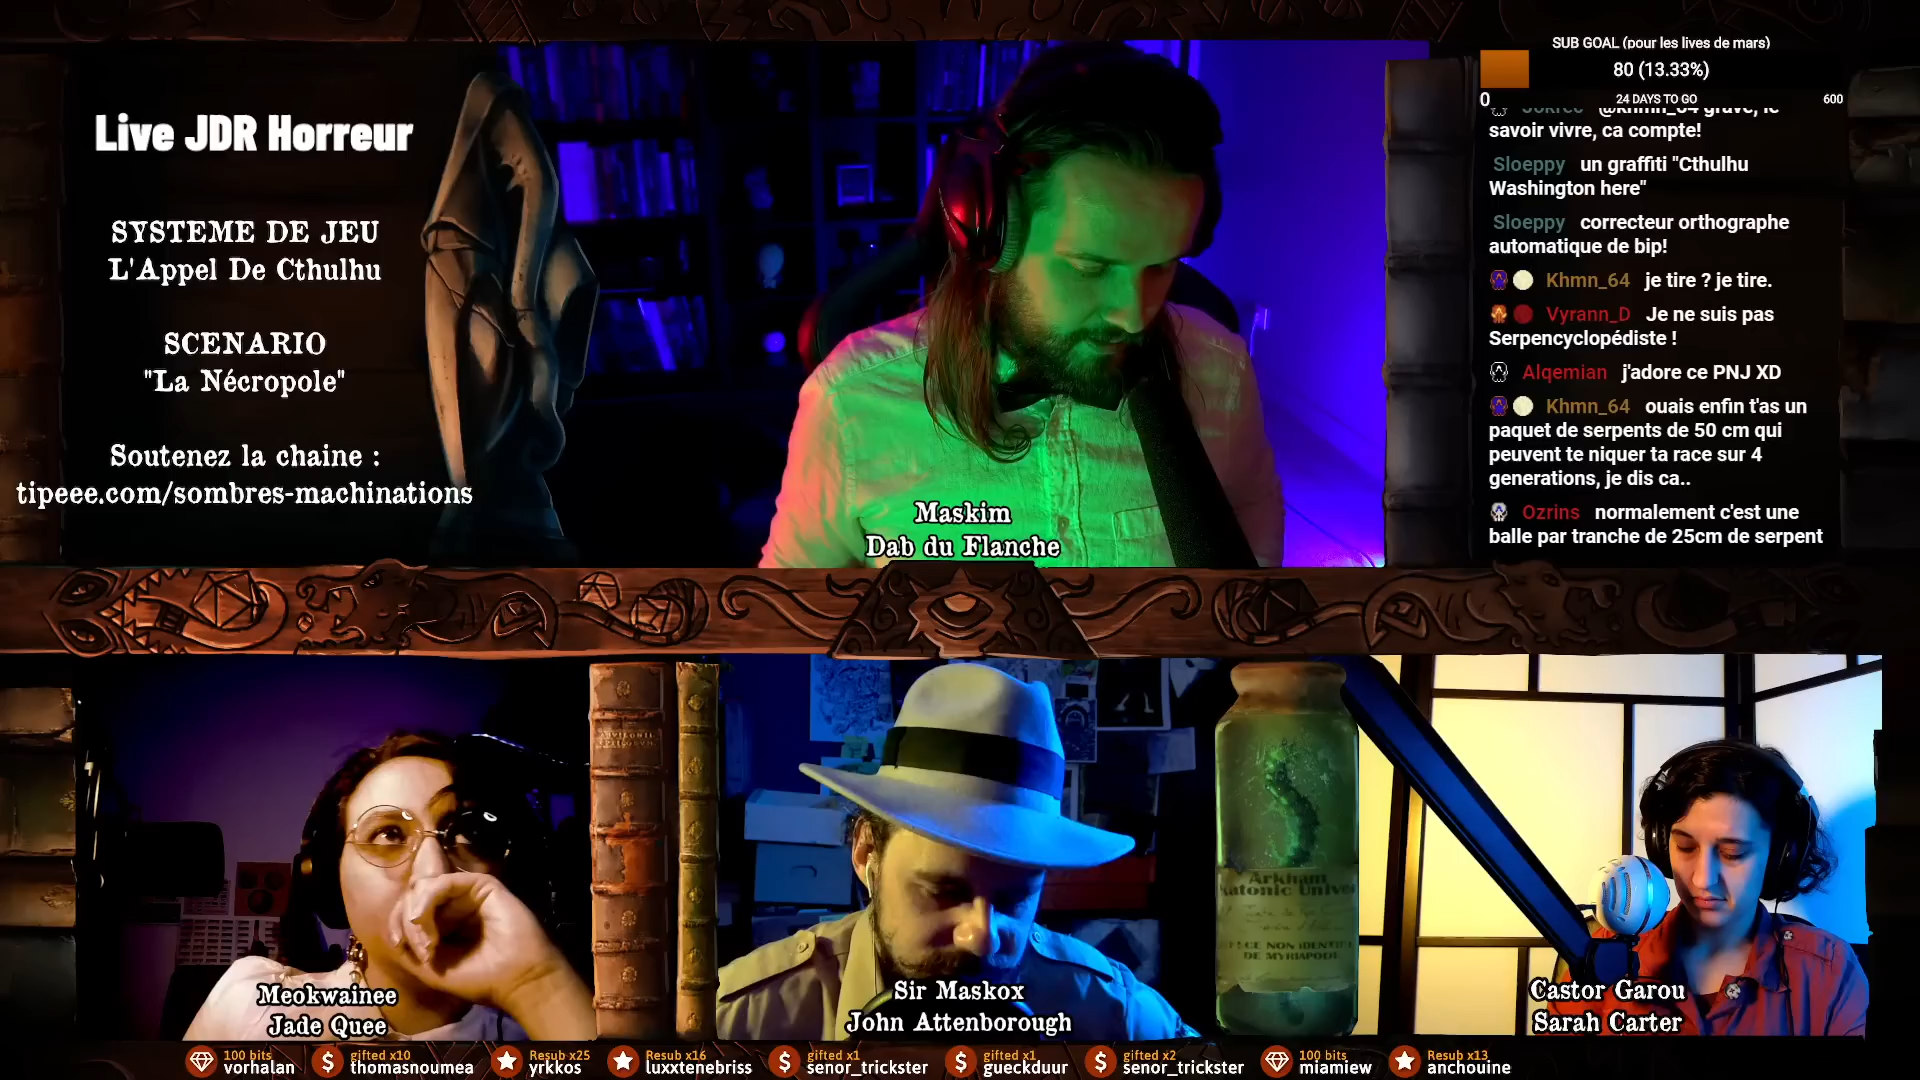 Live JDR Horreur
SYSTEME DE JEU
L'Appel De Cthulhu
SCENARIO
"La Nécropole"
Soutenez la chaine :
tipeee.com/sombres-machinations
Maskim
Dab du Flanche
SUB GOAL (pour les lives de mars)
80 (13.33%)
0
24 DAYS TO GO
600
savoir vivre, ca compte!
Sloeppy un graffiti "Cthulhu
Washington here"
Sloeppy correcteur orthographe
automatique de bip!
Khmn_64 je tire ? je tire.
Vyrann_D Je ne suis pas
Serpencyclopédiste !
Alqemian j'adore ce PNJ XD
Khmn_64 ouais enfin t'as un
paquet de serpents de 50 cm qui
peuvent te niquer ta race sur 4
generations, je dis ca..
Ozrins normalement c'est une
balle par tranche de 25cm de serpent
Meokwainee
Jade Quee
Sir Maskox
John Attenborough
Arkham
katonic Univer
DE MYRIAPODE
Castor Garou
Sarah Carter
100 bits
vorhalan
gifted x10
thomasnoumea
Resub x25
yrkkos
Resub x16
luxxtenebriss
gifted x1
senor_trickster
gifted x1
gueckduur
gifted x2
senor_trickster
100 bits
miamiew
Resub x13
anchouine